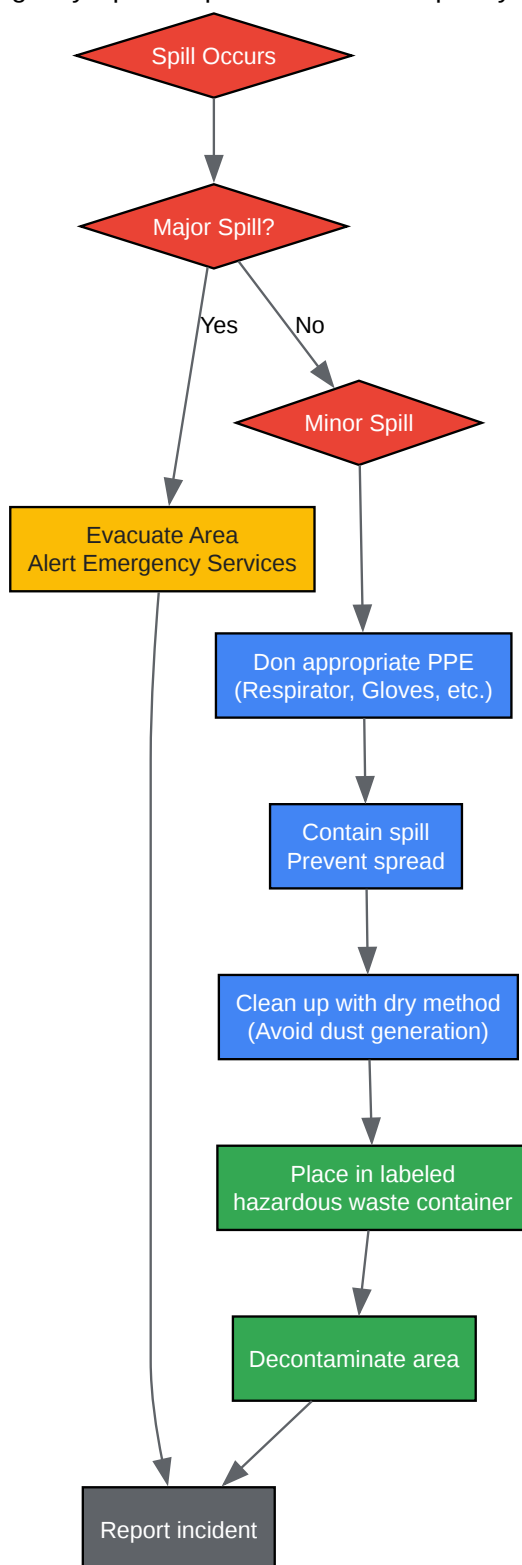 Spill Occurs
Major Spill?
Yes
No
Minor Spill
Evacuate Area
Alert Emergency Services
Don appropriate PPE
(Respirator, Gloves, etc.)
Contain spill
Prevent spread
Clean up with dry method
(Avoid dust generation)
Place in labeled
hazardous waste container
Decontaminate area
Report incident